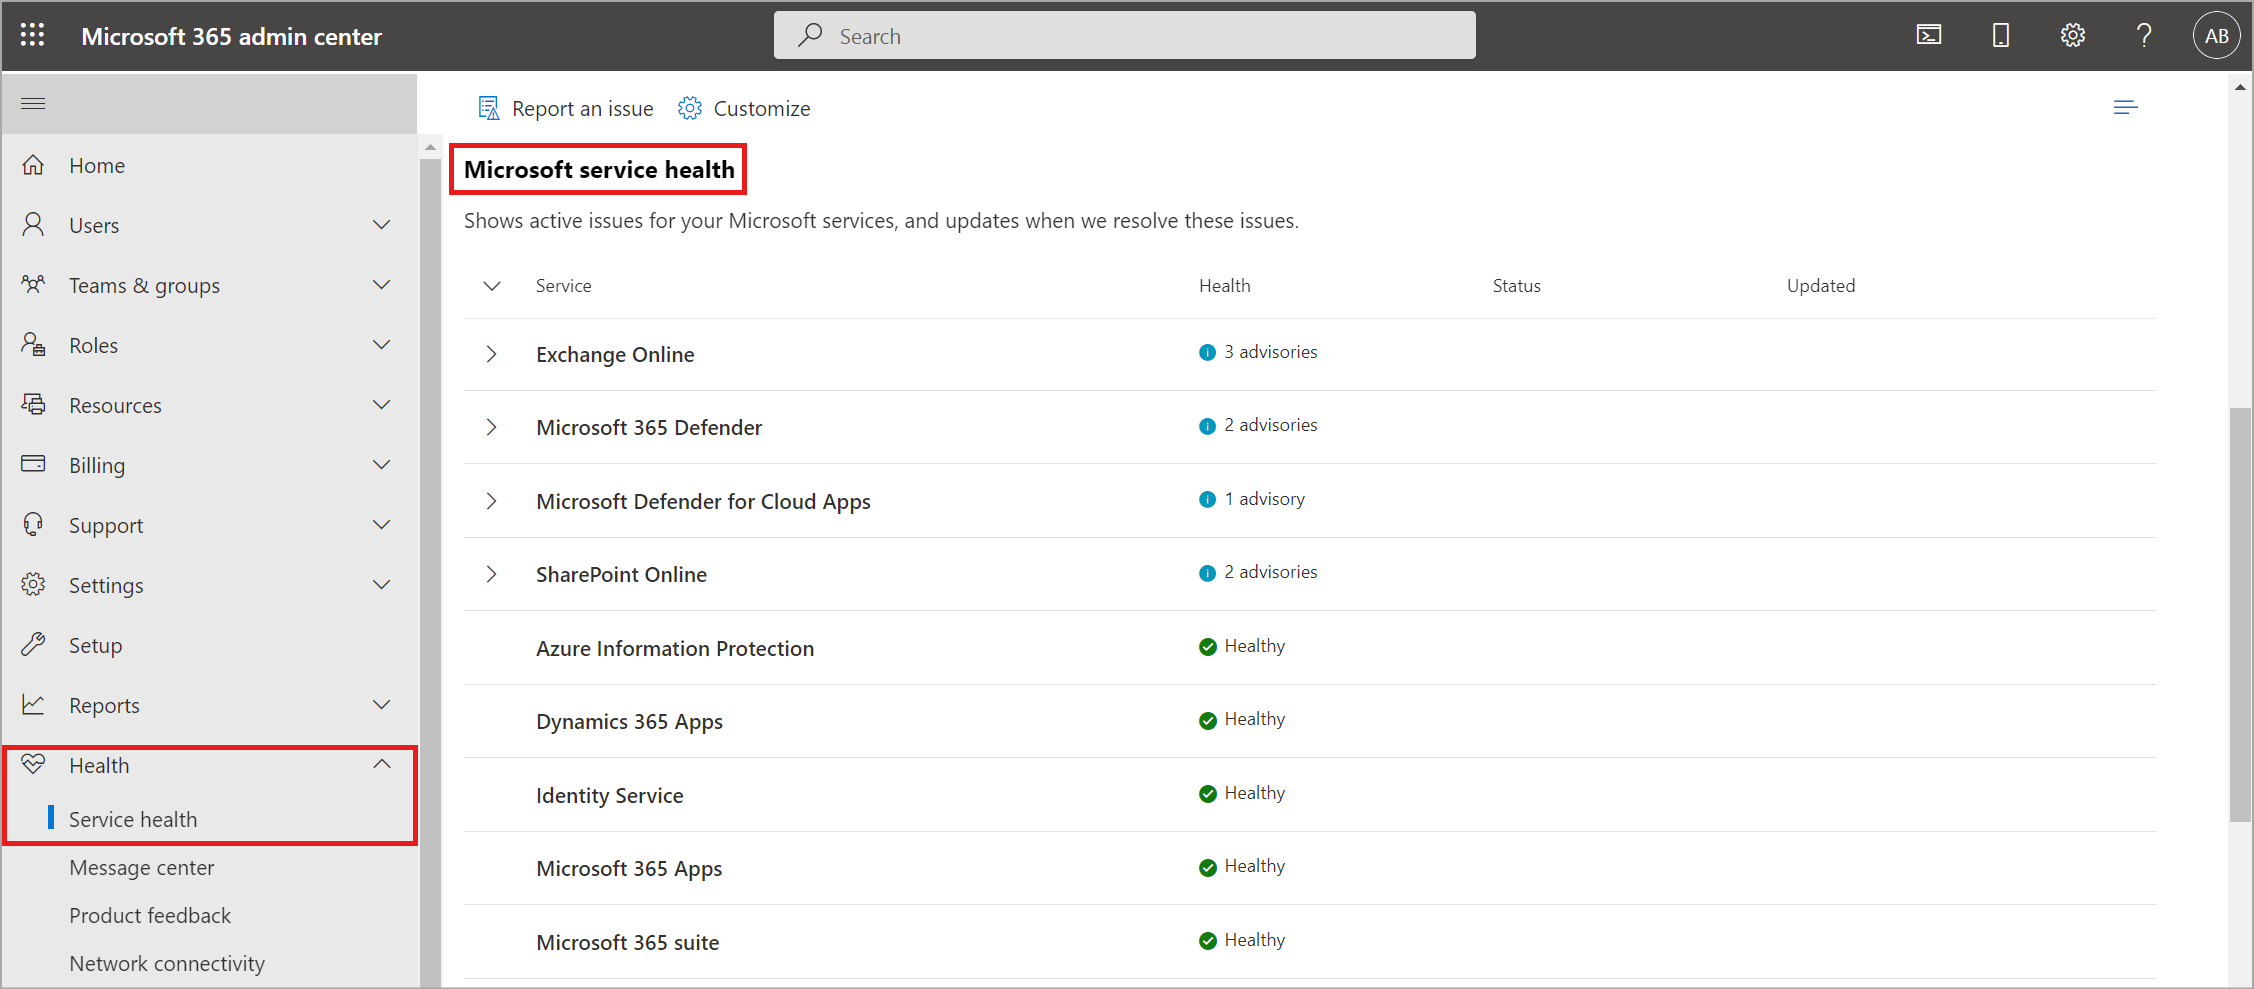 Microsoft 365 admin center
Search
AB
Report an issue
Customize
Home
Users
Teams & groups
Roles
Resources
Billing
Support
Settings
Setup
Reports
Health
Service health
Message center
Product feedback
Network connectivity
Microsoft service health
Shows active issues for your Microsoft services, and updates when we resolve these issues.
Service Health Status Updated
Exchange Online 3 advisories
Microsoft 365 Defender 2 advisories
Microsoft Defender for Cloud Apps 1 advisory
SharePoint Online 2 advisories
Azure Information Protection Healthy
Dynamics 365 Apps Healthy
Identity Service Healthy
Microsoft 365 Apps Healthy
Microsoft 365 suite Healthy